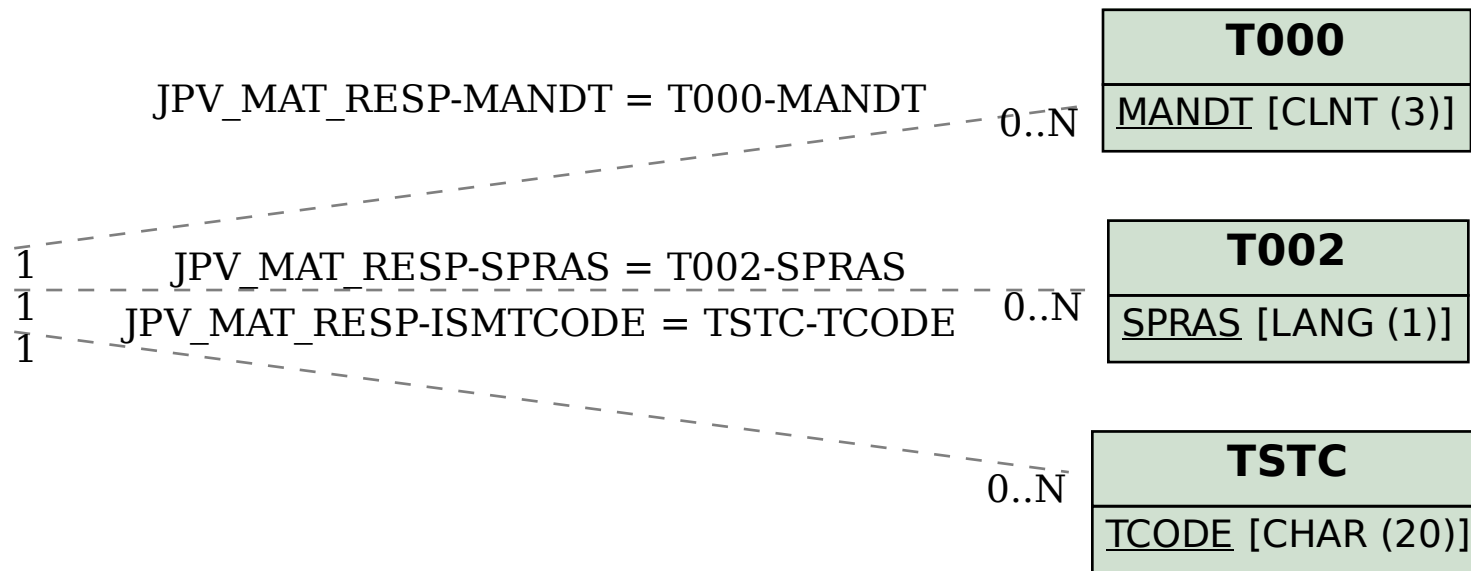 T000
JPV_MAT_RESP-MANDT = T000-MANDT
0..N
MANDT [CLNT (3)]
1
JPV_MAT_RESP-SPRAS = T002-SPRAS
T002
1
0..N
SPRAS [LANG (1)]
JPV_MAT_RESP-ISMTCODE = TSTC-TCODE
1
TSTC
0..N
TCODE [CHAR (20)]